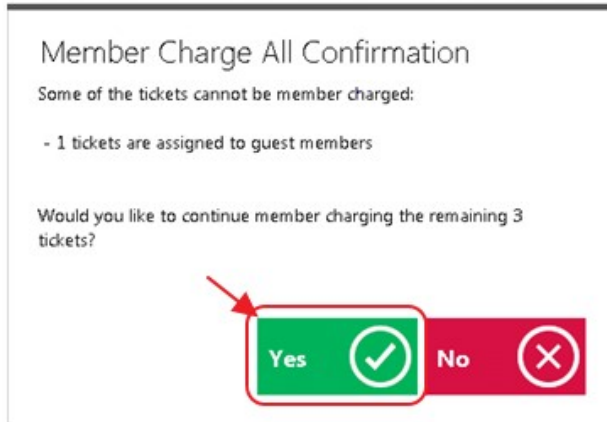 Member Charge All Confirmation
Some of the tickets cannot be member charged:
- 1 tickets are assigned to guest members
Would you like to continue member charging the remaining 3
tickets?
Yes No